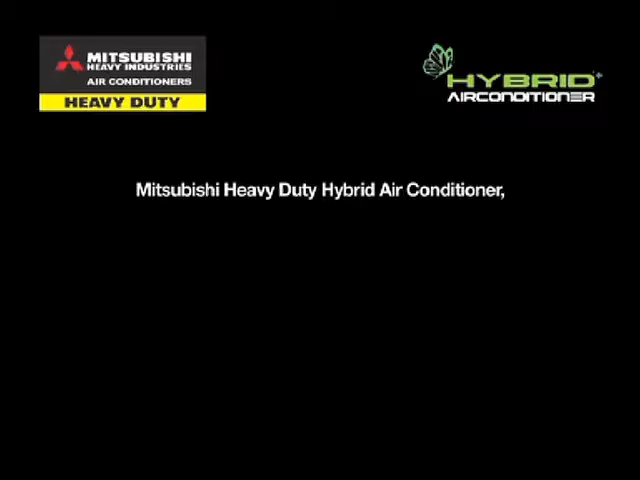 MITSUBISHI
HEAVY INDUSTRIES
AIR CONDITIONERS
HEAVY DUTY
HYBRID+
AIRCONDITIONER
Mitsubishi Heavy Duty Hybrid Air Conditioner,